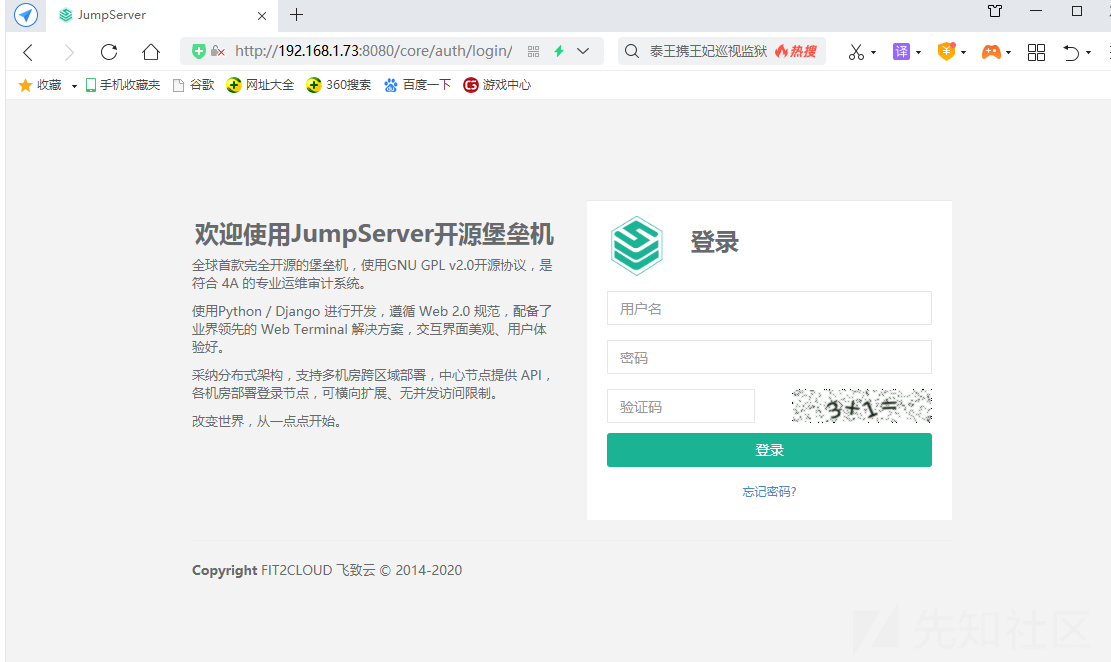 JumpServer
http://192.168.1.73:8080/core/auth/login/
泰王携王妃巡视监狱 热搜
译
收藏 手机收藏夹 谷歌 网址大全 360搜索 百度一下 游戏中心
欢迎使用JumpServer开源堡垒机
全球首款完全开源的堡垒机，使用GNU GPL v2.0开源协议，是
符合 4A 的专业运维审计系统。
使用Python / Django 进行开发，遵循 Web 2.0 规范，配备了
业界领先的 Web Terminal 解决方案，交互界面美观、用户体
验好。
采纳分布式架构，支持多机房跨区域部署，中心节点提供 API，
各机房部署登录节点，可横向扩展、无并发访问限制。
改变世界，从一点点开始。
登录
用户名
密码
验证码
3+1=
登录
忘记密码?
Copyright FIT2CLOUD 飞致云 © 2014-2020
先知社区